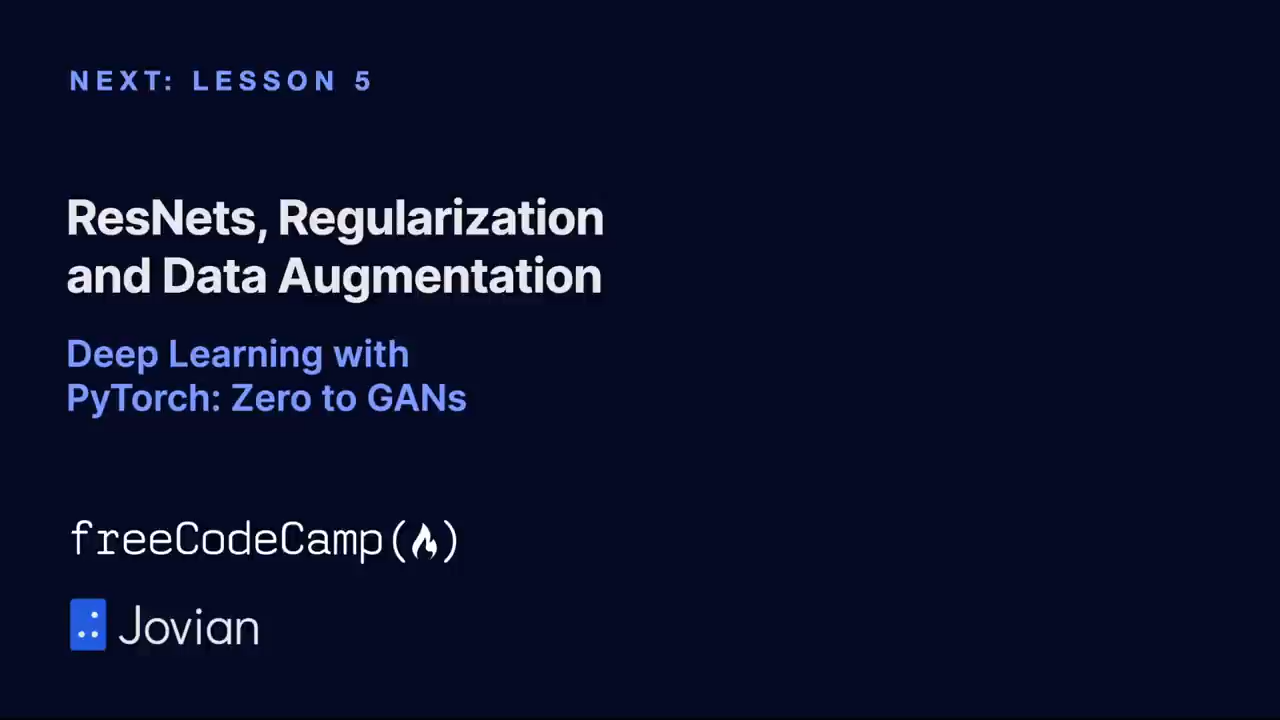 NEXT: LESSON 5
ResNets, Regularization
and Data Augmentation
Deep Learning with
PyTorch: Zero to GANs
freeCodeCamp()
Jovian